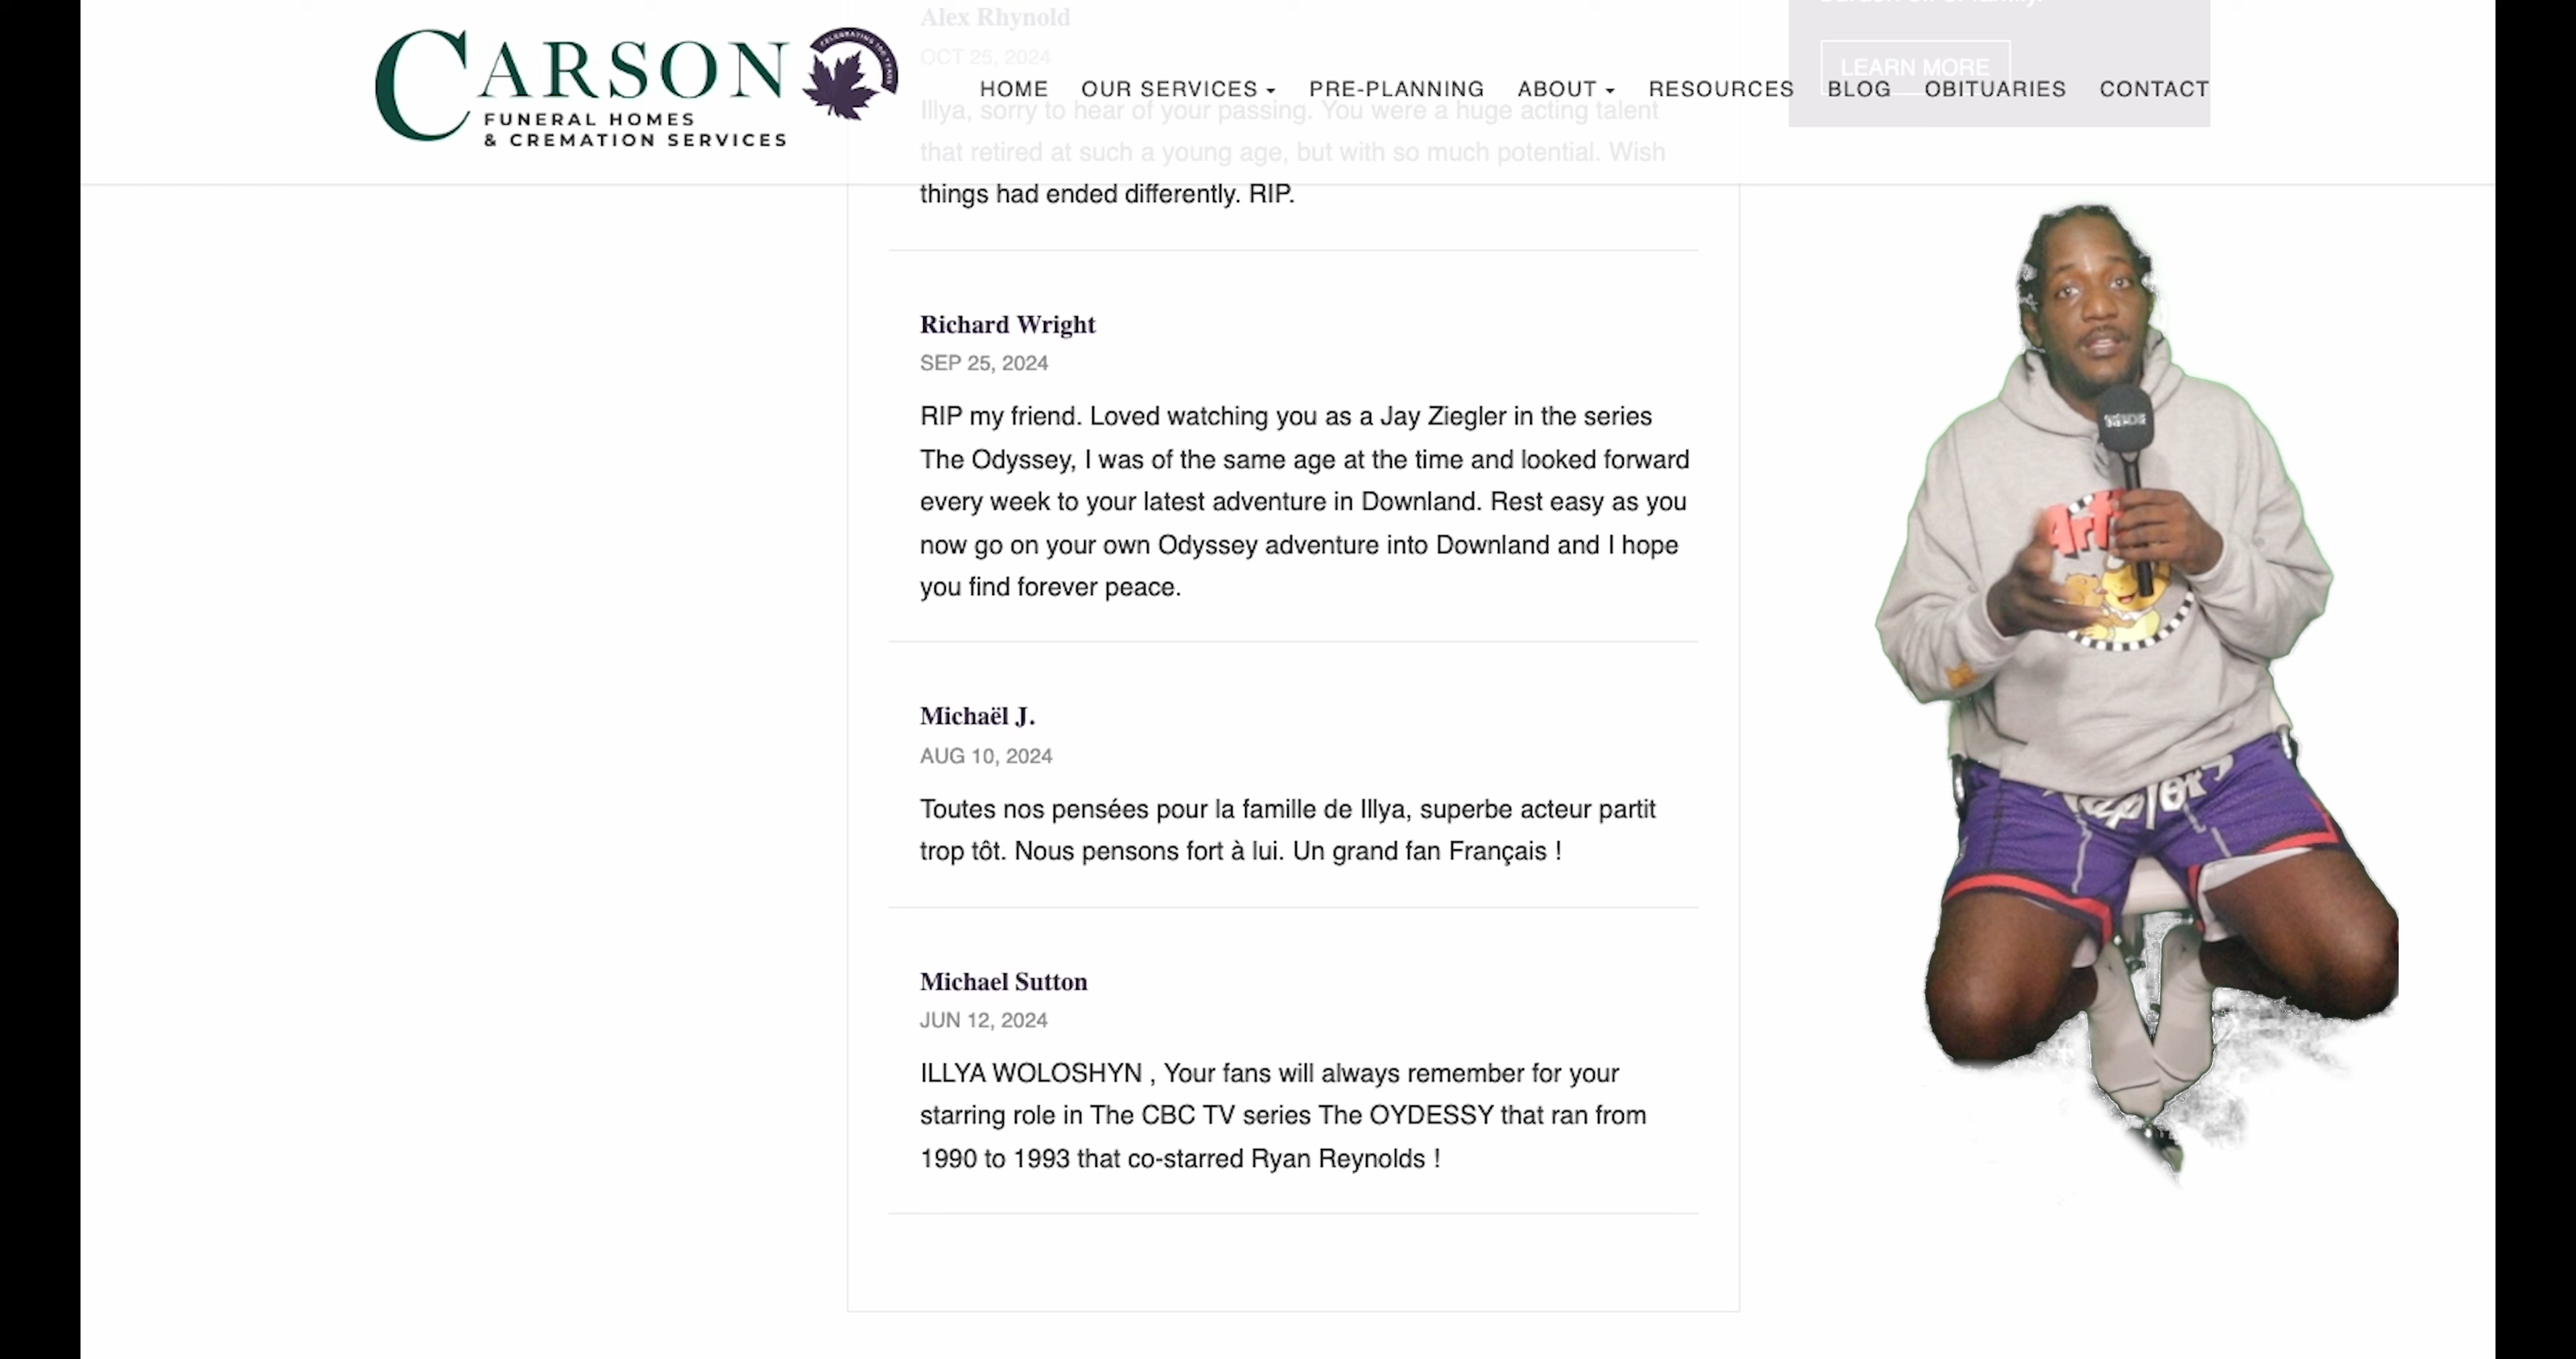 Alex Rhynold
OCT 25, 2024
LEARN MORE
CARSON
FUNERAL HOMES
& CREMATION SERVICES
CELEBRATING 100 YEARS
HOME OUR SERVICES PRE-PLANNING ABOUT RESOURCES BLOG OBITUARIES CONTACT
Illya, sorry to hear of your passing. You were a huge acting talent
that retired at such a young age, but with so much potential. Wish
things had ended differently. RIP.
Richard Wright
SEP 25, 2024
RIP my friend. Loved watching you as a Jay Ziegler in the series
The Odyssey, I was of the same age at the time and looked forward
every week to your latest adventure in Downland. Rest easy as you
now go on your own Odyssey adventure into Downland and I hope
you find forever peace.
Michaël J.
AUG 10, 2024
Toutes nos pensées pour la famille de Illya, superbe acteur partit
trop tôt. Nous pensons fort à lui. Un grand fan Français !
Michael Sutton
JUN 12, 2024
ILLYA WOLOSHYN , Your fans will always remember for your
starring role in The CBC TV series The OYDESSY that ran from
1990 to 1993 that co-starred Ryan Reynolds !